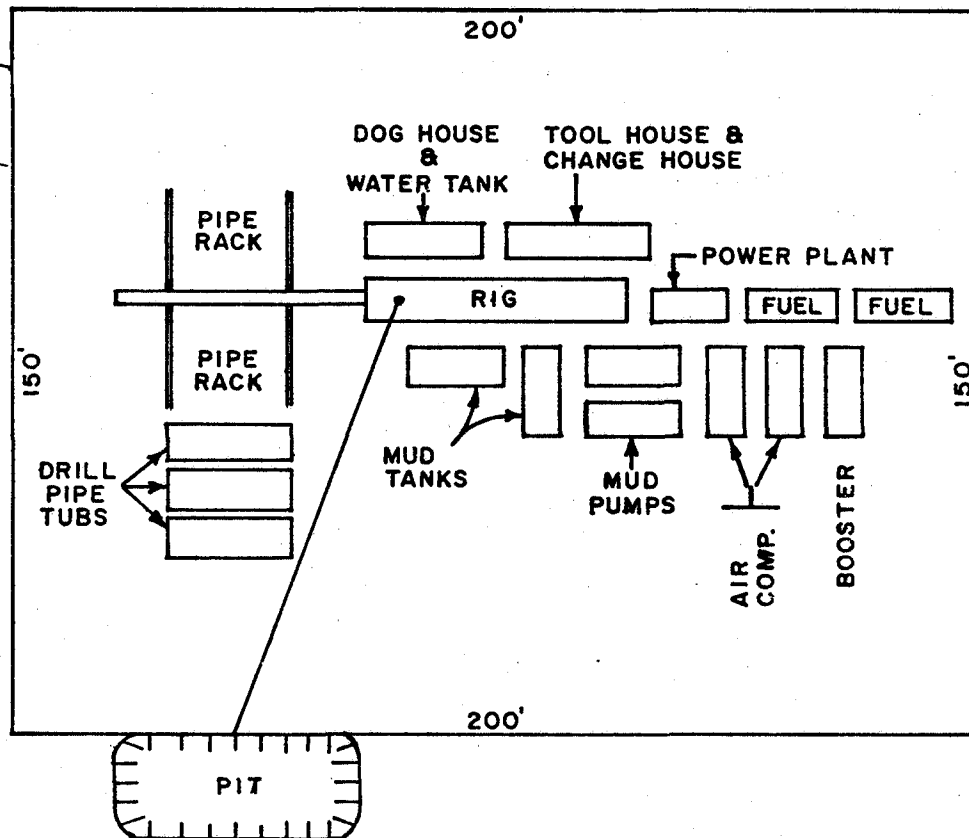 200'
DOG HOUSE
&
WATER TANK
TOOL HOUSE &
CHANGE HOUSE
PIPE
RACK
POWER PLANT
RIG
FUEL
FUEL
150'
PIPE
RACK
150'
MUD
TANKS
DRILL
PIPE
TUBS
MUD
PUMPS
AIR
COMP.
BOOSTER
200'
PIT